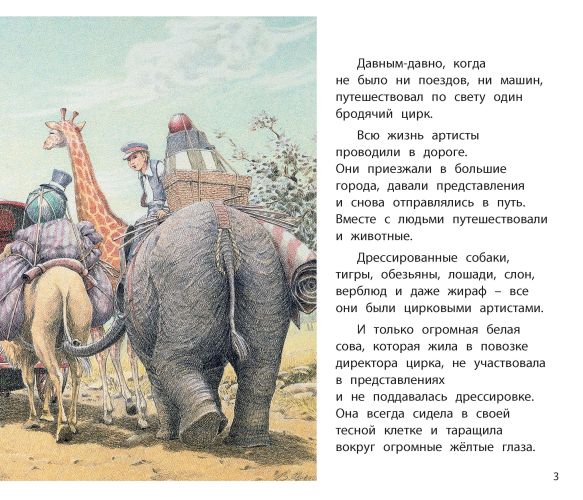 Давным-давно, когда
не было ни поездов, ни машин,
путешествовал по свету один
бродячий цирк.
Всю жизнь артисты
проводили в дороге.
Они приезжали в большие
города, давали представления
и снова отправлялись в путь.
Вместе с людьми путешествовали
и животные.
Дрессированные собаки,
тигры, обезьяны, лошади, слон,
верблюд и даже жираф – все
они были цирковыми артистами.
И только огромная белая
сова, которая жила в повозке
директора цирка, не участвовала
в представлениях
и не поддавалась дрессировке.
Она всегда сидела в своей
тесной клетке и таращила
вокруг огромные жёлтые глаза.
3